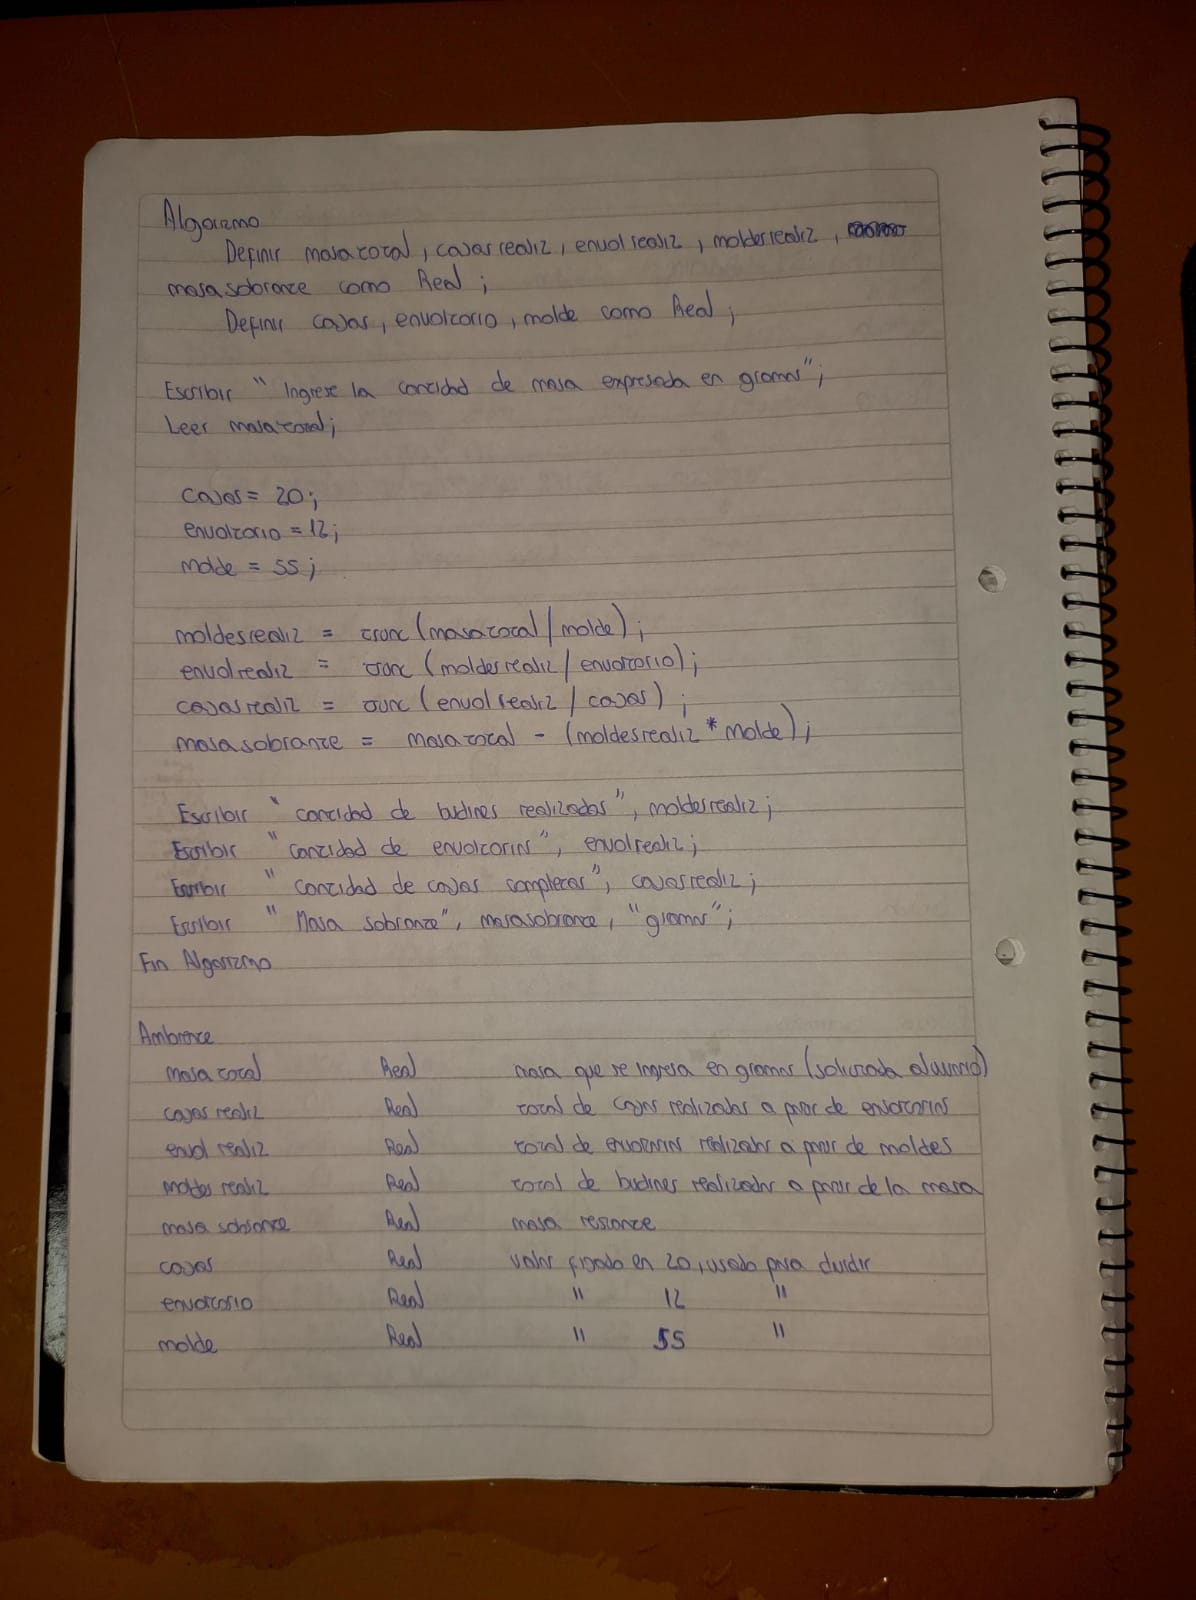 Algoritmo
Definir masatotal, cajasrealiz, envolrealiz, moldesrealiz,
masasobrante como Real;
Definir cajas, envoltorio, molde como Real;
Escribir "Ingrese la cantidad de masa expresada en gramos";
Leer masatotal;
cajas = 20;
envoltorio = 12;
molde = 55;
moldesrealiz = trunc (masatotal / molde);
envolrealiz = trunc (moldesrealiz / envoltorio);
cajasrealiz = trunc (envolrealiz / cajas);
masasobrante = masatotal - (moldesrealiz * molde);
Escribir "cantidad de budines realizados", moldesrealiz;
Escribir "cantidad de envoltorios", envolrealiz;
Escribir "cantidad de cajas completas", cajasrealiz;
Escribir "Masa sobrante", masasobrante, "gramos";
Fin Algoritmo
Ambiente
masa total Real masa que se ingresa en gramos (solicitada al usuario)
cajas realiz Real total de cajas realizadas a partir de envoltorios
envol realiz Real total de envoltorios realizados a partir de moldes
moldes realiz Real total de budines realizados a partir de la masa
masa sobrante Real masa restante
cajas Real valor fijado en 20, usado para dividir
envoltorio Real " 12 "
molde Real " 55 "